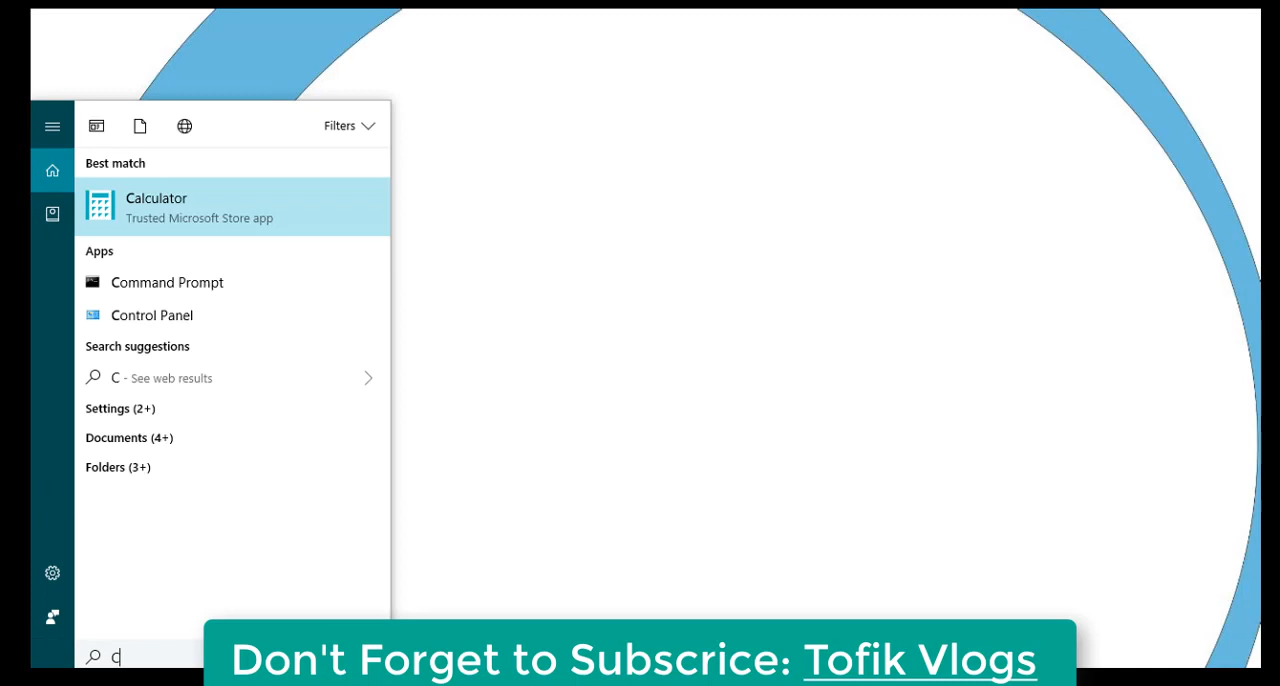 Filters
Best match
Calculator
Trusted Microsoft Store app
Apps
Command Prompt
Control Panel
Search suggestions
C - See web results
Settings (2+)
Documents (4+)
Folders (3+)
C
Don't Forget to Subscrice: Tofik Vlogs